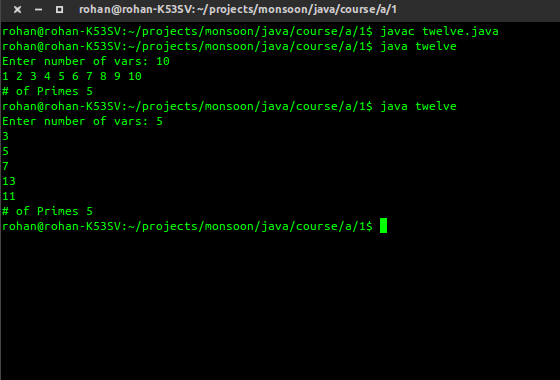 rohan@rohan-K53SV: ~/projects/monsoon/java/course/a/1
rohan@rohan-K53SV:~/projects/monsoon/java/course/a/1$ javac twelve.java
rohan@rohan-K53SV:~/projects/monsoon/java/course/a/1$ java twelve
Enter number of vars: 10
1 2 3 4 5 6 7 8 9 10
# of Primes 5
rohan@rohan-K53SV:~/projects/monsoon/java/course/a/1$ java twelve
Enter number of vars: 5
3
5
7
13
11
# of Primes 5
rohan@rohan-K53SV:~/projects/monsoon/java/course/a/1$